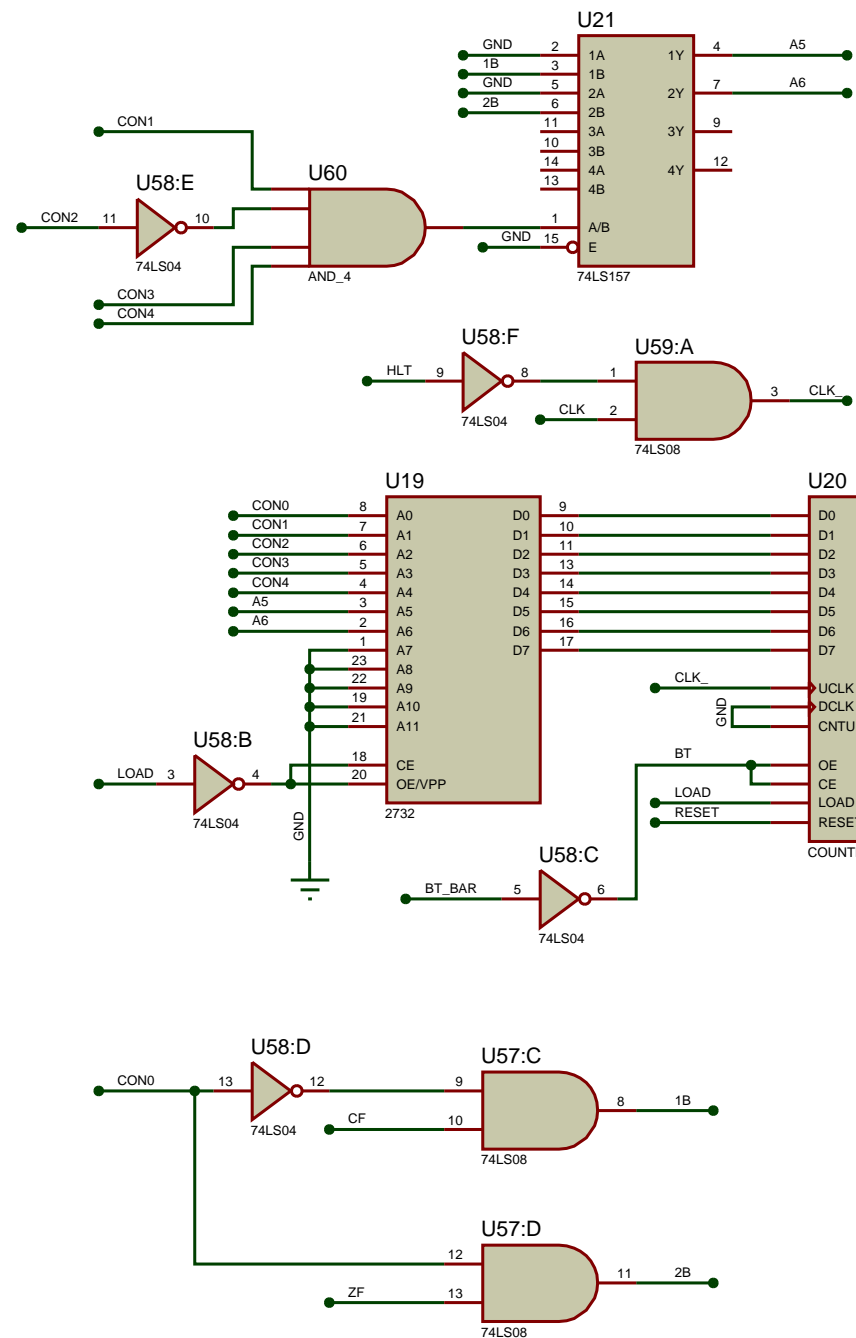 U21
GND 2 1A 1Y 4 A5
1B 3 1B
GND 5 2A 2Y 7 A6
2B 6 2B
11 3A 3Y 9
10 3B
14 4A 4Y 12
13 4B
1 A/B
GND 15 E
74LS157
CON1
U60
U58:E
CON2 11 10
74LS04
AND_4
CON3
CON4
U58:F
HLT 9 8
74LS04
U59:A
1
CLK 2
3 CLK_
74LS08
U19
CON0 8 A0 D0 9
CON1 7 A1 D1 10
CON2 6 A2 D2 11
CON3 5 A3 D3 13
CON4 4 A4 D4 14
A5 3 A5 D5 15
A6 2 A6 D6 16
1 A7 D7 17
23 A8
22 A9
19 A10
21 A11
18 CE
20 OE/VPP
2732
U20
D0
D1
D2
D3
D4
D5
D6
D7
CLK_ UCLK
DCLK
GND
CNTU
BT OE
CE
LOAD LOAD
RESET RESE
COUNT
U58:B
LOAD 3 4
74LS04
GND
U58:C
BT_BAR 5 6
74LS04
U58:D
CON0 13 12
74LS04
U57:C
9
CF 10
8 1B
74LS08
U57:D
12
ZF 13
11 2B
74LS08